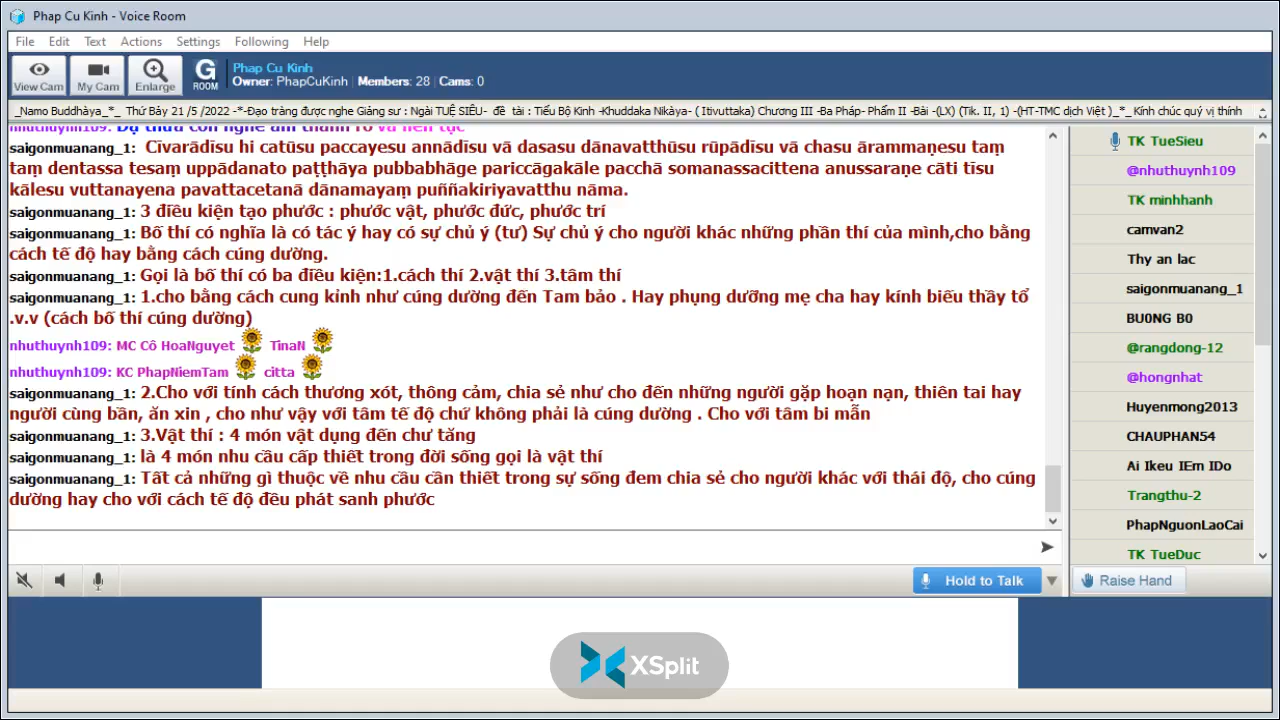 Phap Cu Kinh - Voice Room
File Edit Text Actions Settings Following Help
View Cam My Cam Enlarge G ROOM
Phap Cu Kinh
Owner: PhapCuKinh | Members: 28 | Cams: 0
_Namo Buddhàya_*_ Thứ Bảy 21 /5 /2022 -*-Đạo tràng được nghe Giảng sư : Ngài TUỆ SIÊU- đề tài : Tiểu Bộ Kinh -Khuddaka Nikàya- ( Itivuttaka) Chương III -Ba Pháp- Phẩm II -Bài -(LX) (Tik. II, 1) -(HT-TMC dịch Việt )_*_ Kính chúc quý vị thính
nhuthuynh109: Dạ thưa con nghe âm thanh rõ và liên tục
saigonmuanang_1: Cīvarādīsu hi catūsu paccayesu annādīsu vā dasasu dānavatthūsu rūpādīsu vā chasu ārammaṇesu taṃ
taṃ dentassa tesaṃ uppādanato paṭṭhāya pubbabhāge pariccāgakāle pacchā somanassacittena anussaraṇe cāti tīsu
kālesu vuttanayena pavattacetanā dānamayaṃ puññakiriyavatthu nāma.
saigonmuanang_1: 3 điều kiện tạo phước : phước vật, phước đức, phước trí
saigonmuanang_1: Bố thí có nghĩa là có tác ý hay có sự chủ ý (tư) Sự chủ ý cho người khác những phần thí của mình,cho bằng
cách tế độ hay bằng cách cúng dường.
saigonmuanang_1: Gọi là bố thí có ba điều kiện:1.cách thí 2.vật thí 3.tâm thí
saigonmuanang_1: 1.cho bằng cách cung kỉnh như cúng dường đến Tam bảo . Hay phụng dưỡng mẹ cha hay kính biếu thầy tổ
.v.v (cách bố thí cúng dường)
nhuthuynh109: MC Cô HoaNguyet TinaN
nhuthuynh109: KC PhapNiemTam citta
saigonmuanang_1: 2.Cho với tính cách thương xót, thông cảm, chia sẻ như cho đến những người gặp hoạn nạn, thiên tai hay
người cùng bần, ăn xin , cho như vậy với tâm tế độ chứ không phải là cúng dường . Cho với tâm bi mẫn
saigonmuanang_1: 3.Vật thí : 4 món vật dụng đến chư tăng
saigonmuanang_1: là 4 món nhu cầu cấp thiết trong đời sống gọi là vật thí
saigonmuanang_1: Tất cả những gì thuộc về nhu cầu cần thiết trong sự sống đem chia sẻ cho người khác với thái độ, cho cúng
dường hay cho với cách tế độ đều phát sanh phước
TK TueSieu
@nhuthuynh109
TK minhhanh
camvan2
Thy an lac
saigonmuanang_1
BU0NG B0
@rangdong-12
@hongnhat
Huyenmong2013
CHAUPHAN54
Ai Ikeu IEm IDo
Trangthu-2
PhapNguonLaoCai
TK TueDuc
Hold to Talk
Raise Hand
XSplit